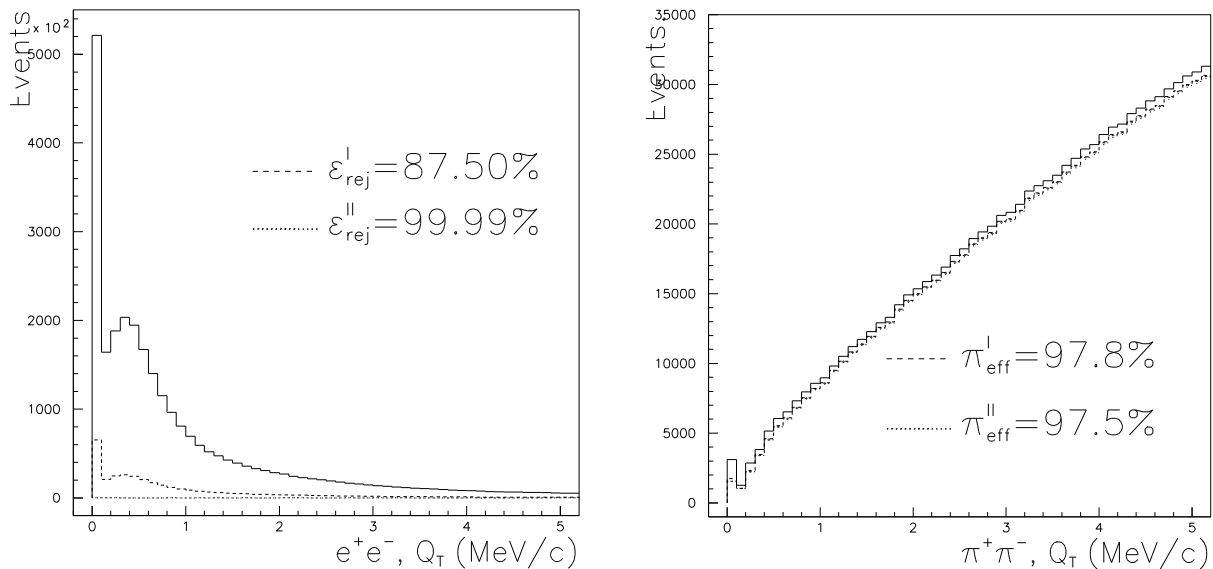 x 10²
Events
5000
4000
3000
2000
1000
0
ε^I_rej=87.50%
ε^II_rej=99.99%
0 1 2 3 4 5
e⁺e⁻, Q_T (MeV/c)
Events
35000
30000
25000
20000
15000
10000
5000
0
π^I_eff=97.8%
π^II_eff=97.5%
0 1 2 3 4 5
π⁺π⁻, Q_T (MeV/c)